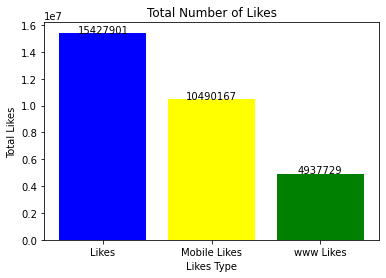 Total Number of Likes
1e7
1.6
1.4
1.2
1.0
0.8
0.6
0.4
0.2
0.0
Total Likes
15427901
10490167
4937729
Likes
Mobile Likes
www Likes
Likes Type